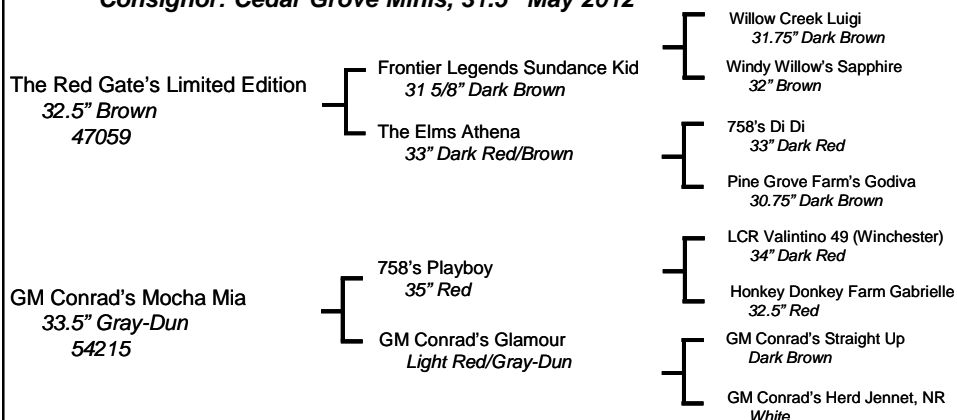 Consignor: Cedar Grove Minis, 31.5" May 2012
The Red Gate's Limited Edition
32.5" Brown
47059
Frontier Legends Sundance Kid
31 5/8" Dark Brown
The Elms Athena
33" Dark Red/Brown
Willow Creek Luigi
31.75" Dark Brown
Windy Willow's Sapphire
32" Brown
758's Di Di
33" Dark Red
Pine Grove Farm's Godiva
30.75" Dark Brown
GM Conrad's Mocha Mia
33.5" Gray-Dun
54215
758's Playboy
35" Red
GM Conrad's Glamour
Light Red/Gray-Dun
LCR Valintino 49 (Winchester)
34" Dark Red
Honkey Donkey Farm Gabrielle
32.5" Red
GM Conrad's Straight Up
Dark Brown
GM Conrad's Herd Jennet, NR
White